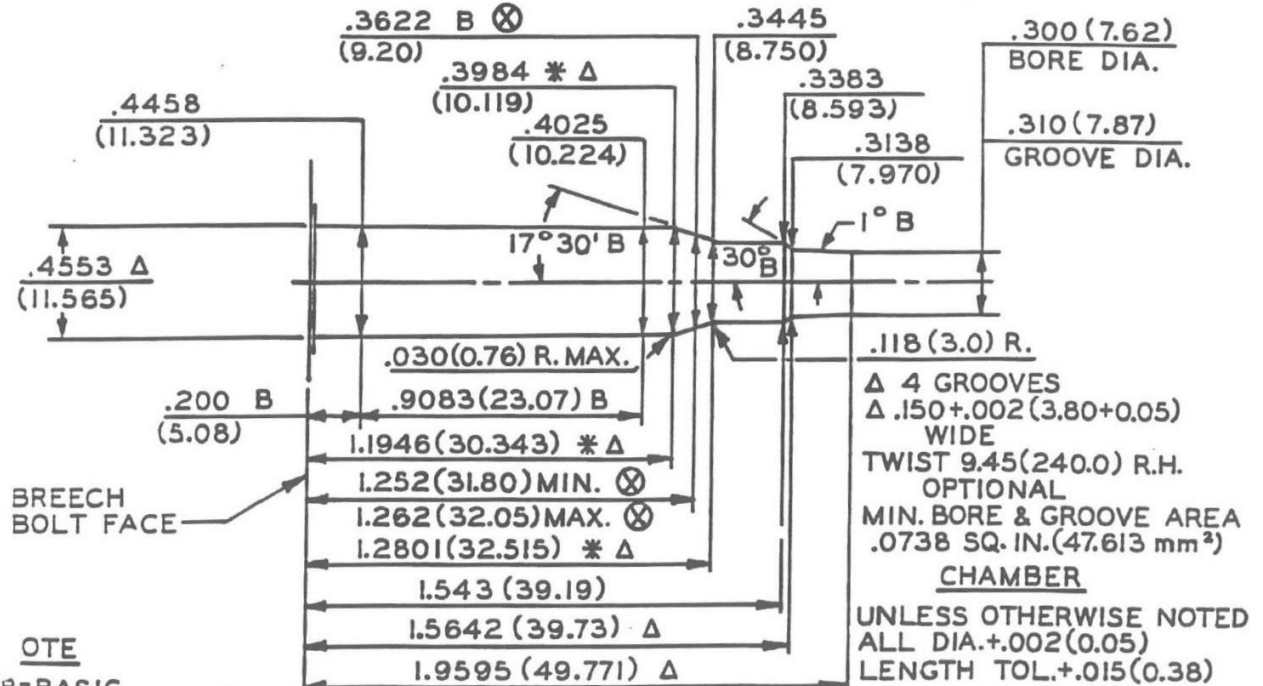 .3622 B ⊗
(9.20)
.3445
(8.750)
.300 (7.62)
BORE DIA.
.3984 * Δ
(10.119)
.3383
(8.593)
.4458
(11.323)
.4025
(10.224)
.310 (7.87)
GROOVE DIA.
.3138
(7.970)
1° B
17°30' B
30°
B
.4553 Δ
(11.565)
.030(0.76) R. MAX.
.118 (3.0) R.
Δ 4 GROOVES
Δ .150+.002(3.80+0.05)
WIDE
TWIST 9.45(240.0) R.H.
OPTIONAL
MIN. BORE & GROOVE AREA
.0738 SQ. IN.(47.613 mm²)
CHAMBER
UNLESS OTHERWISE NOTED
ALL DIA.+.002(0.05)
LENGTH TOL.+.015(0.38)
.200 B
(5.08)
.9083(23.07) B
1.1946(30.343) * Δ
1.252(31.80) MIN. ⊗
1.262(32.05) MAX. ⊗
1.2801(32.515) * Δ
1.543 (39.19)
1.5642 (39.73) Δ
1.9595 (49.771) Δ
BREECH
BOLT FACE
OTE
B=BASIC